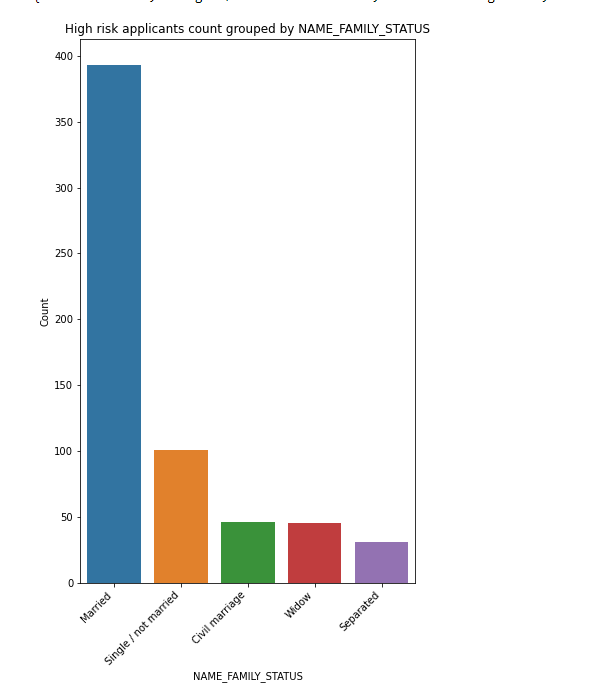 High risk applicants count grouped by NAME_FAMILY_STATUS
400
350
300
250
200
150
100
50
0
Count
Married
Single / not married
Civil marriage
Widow
Separated
NAME_FAMILY_STATUS